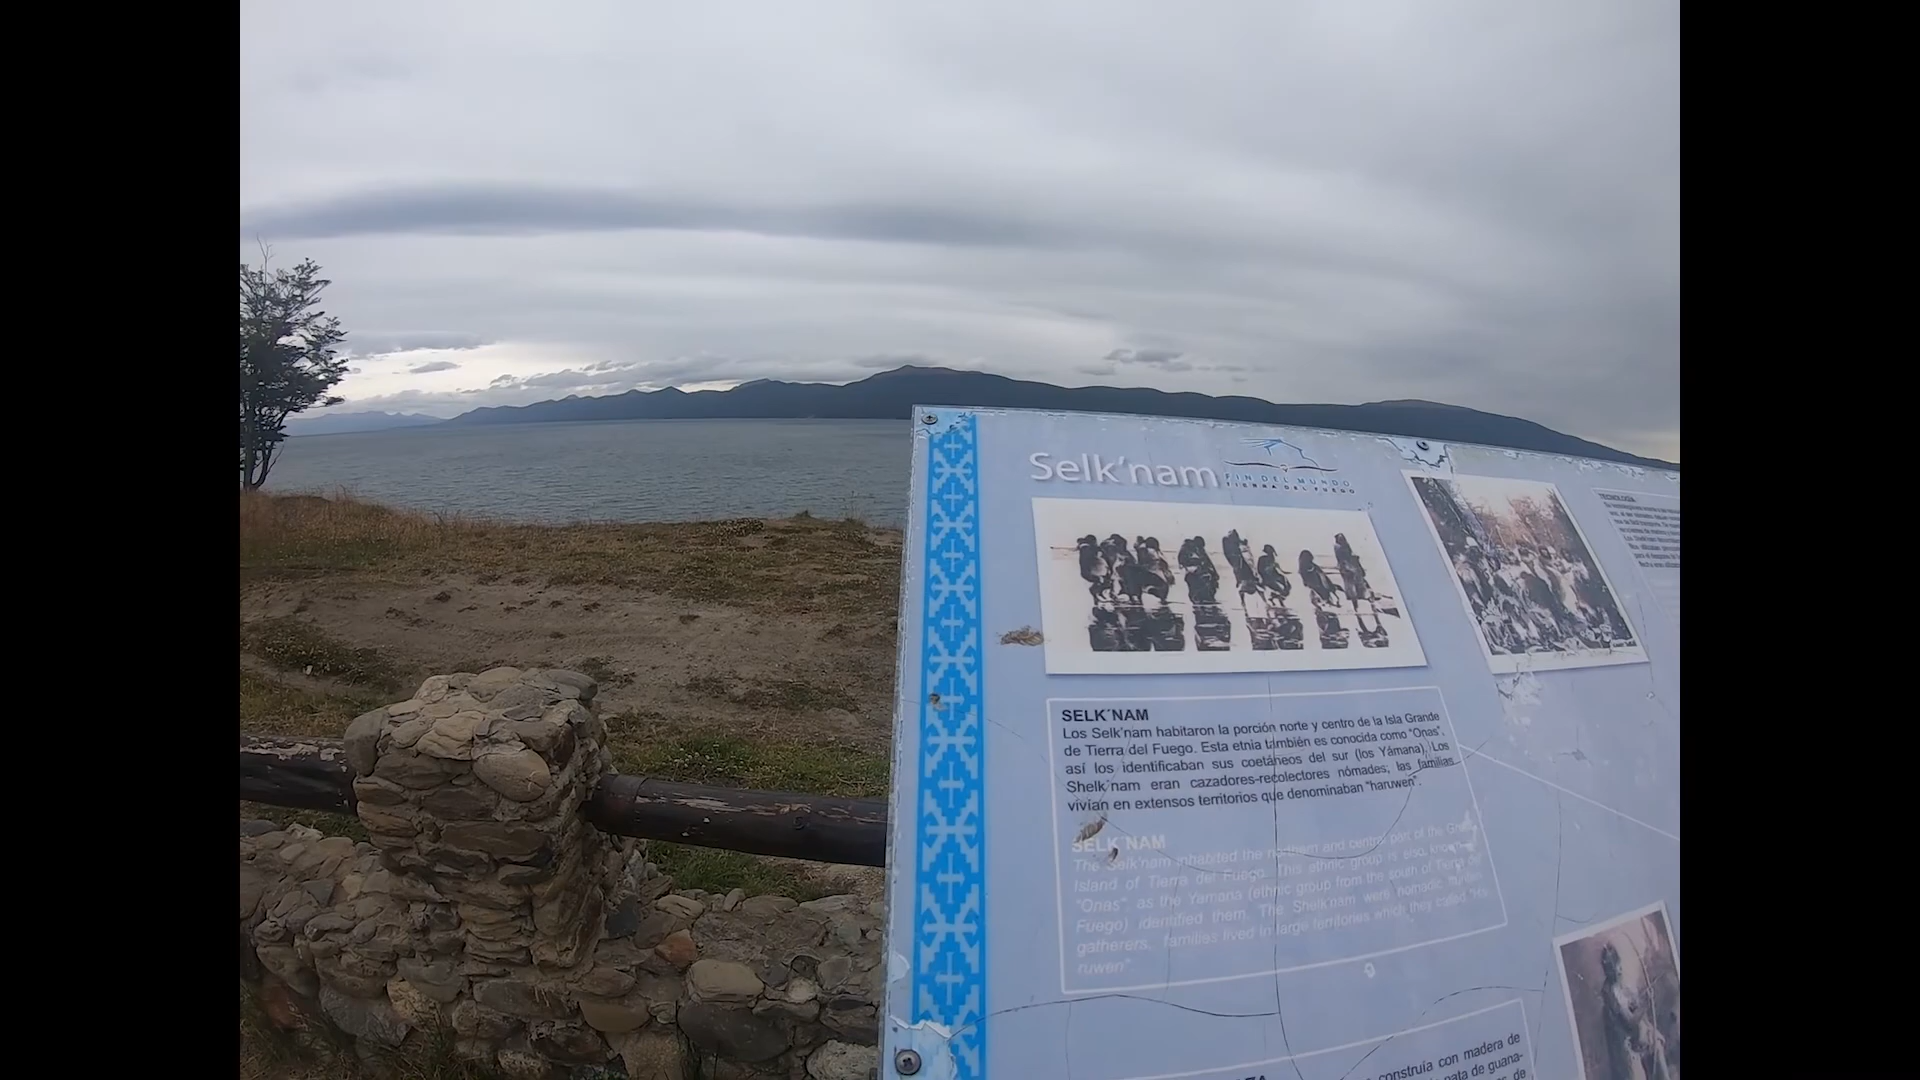 Selk'nam
FIN DEL MUNDO
TIERRA DEL FUEGO
TECNOLOGÍA
SELK´NAM
Los Selk'nam habitaron la porción norte y centro de la Isla Grande
de Tierra del Fuego. Esta etnia también es conocida como "Onas",
así los identificaban sus coetáneos del sur (los Yámana). Los
Shelk´nam eran cazadores-recolectores nómades; las familias
vivían en extensos territorios que denominaban "haruwen".
SELK´NAM
The Selk'nam inhabited the northern and central part of the
Island of Tierra del Fuego. This ethnic group is also
"Onas", as the Yamana (ethnic group from the south of Tierra del
Fuego) identified them. The Shelk'nam were nomadic
gatherers, families lived in large territories which they called "Ha-
ruwen".
construía con madera de
pata de guana-
de